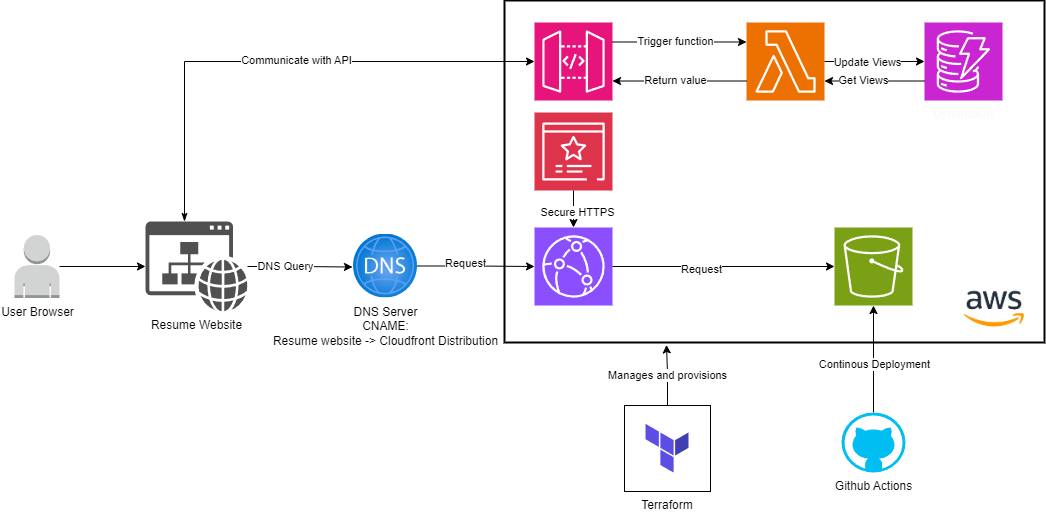 Communicate with API
Trigger function
Return value
Update Views
Get Views
DynamoDB
Secure HTTPS
User Browser
Resume Website
DNS Query
DNS
DNS Server
CNAME:
Resume website -> Cloudfront Distribution
Request
Request
aws
Manages and provisions
Continous Deployment
Terraform
Github Actions